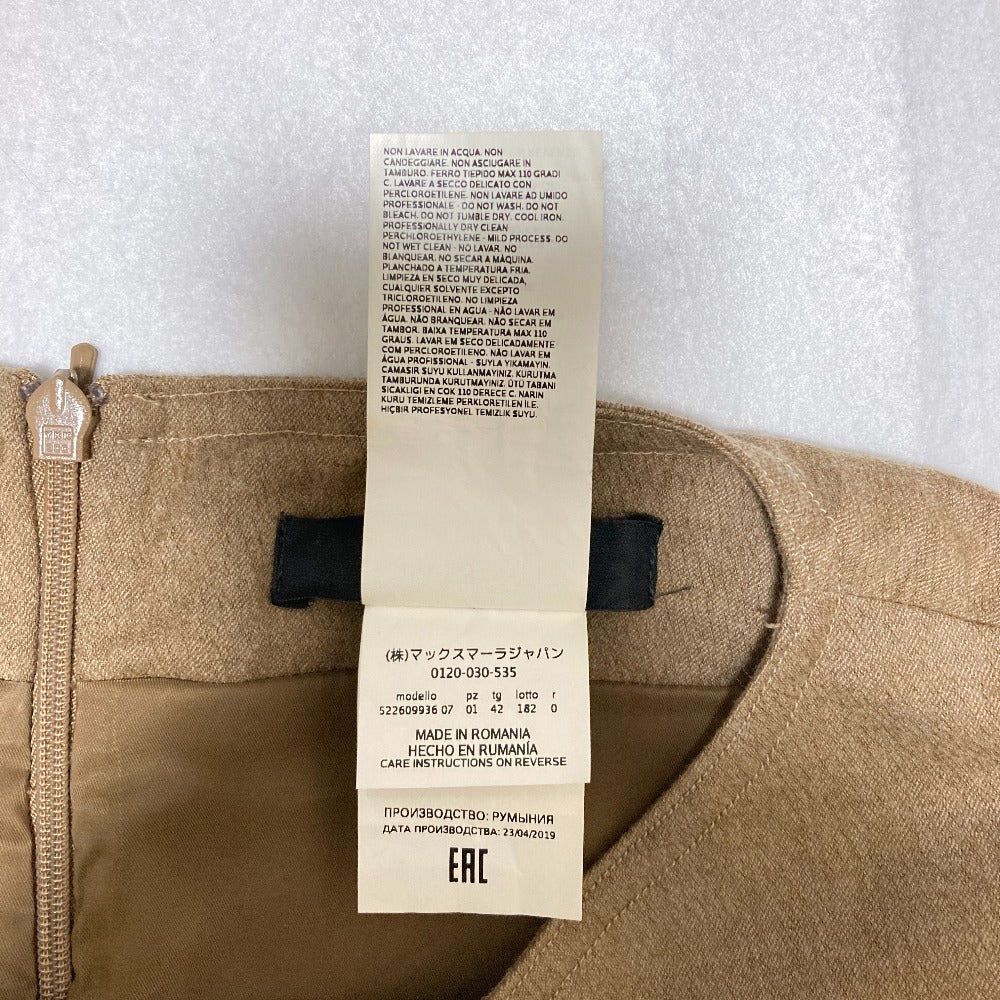 NON LAVARE IN ACQUA. NON
CANDEGGIARE. NON ASCIUGARE IN
TAMBURO. FERRO TIEPIDO MAX 110 GRADI
C. LAVARE A SECCO DELICATO CON
PERCLOROETILENE. NON LAVARE AD UMIDO
PROFESSIONALE - DO NOT WASH. DO NOT
BLEACH. DO NOT TUMBLE DRY. COOL IRON.
PROFESSIONALLY DRY CLEAN
PERCHLOROETHYLENE - MILD PROCESS. DO
NOT WET CLEAN - NO LAVAR. NO
BLANQUEAR. NO SECAR A MÁQUINA.
PLANCHADO A TEMPERATURA FRIA.
LIMPIEZA EN SECO MUY DELICADA,
CUALQUIER SOLVENTE EXCEPTO
TRICLOROETILENO. NO LIMPIEZA
PROFESSIONAL EN AGUA - NÃO LAVAR EM
ÁGUA. NÃO BRANQUEAR. NÃO SECAR EM
TAMBOR. BAIXA TEMPERATURA MAX 110
GRAUS. LAVAR EM SECO DELICADAMENTE
COM PERCLOROETILENO. NÃO LAVAR EM
ÁGUA PROFISSIONAL - SUYLA YIKAMAYIN.
CAMASIR SUYU KULLANMAYINIZ. KURUTMA
TAMBURUNDA KURUTMAYINIZ. ÜTÜ TABANI
SICAKLIGI EN COK 110 DERECE C. NARIN
KURU TEMIZLEME PERKLORETILEN ILE.
HIÇBIR PROFESYONEL TEMIZLIK SUYU.
(株)マックスマーラジャパン
0120-030-535
modello pz tg lotto r
522609936 07 01 42 182 0
MADE IN ROMANIA
HECHO EN RUMANÍA
CARE INSTRUCTIONS ON REVERSE
ПРОИЗВОДСТВО: РУМЫНИЯ
ДАТА ПРОИЗВОДСТВА: 23/04/2019
EAC